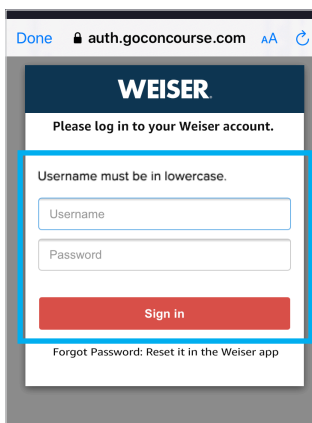 Done auth.goconcourse.com AA
WEISER.
Please log in to your Weiser account.
Username must be in lowercase.
Username
Password
Sign in
Forgot Password: Reset it in the Weiser app